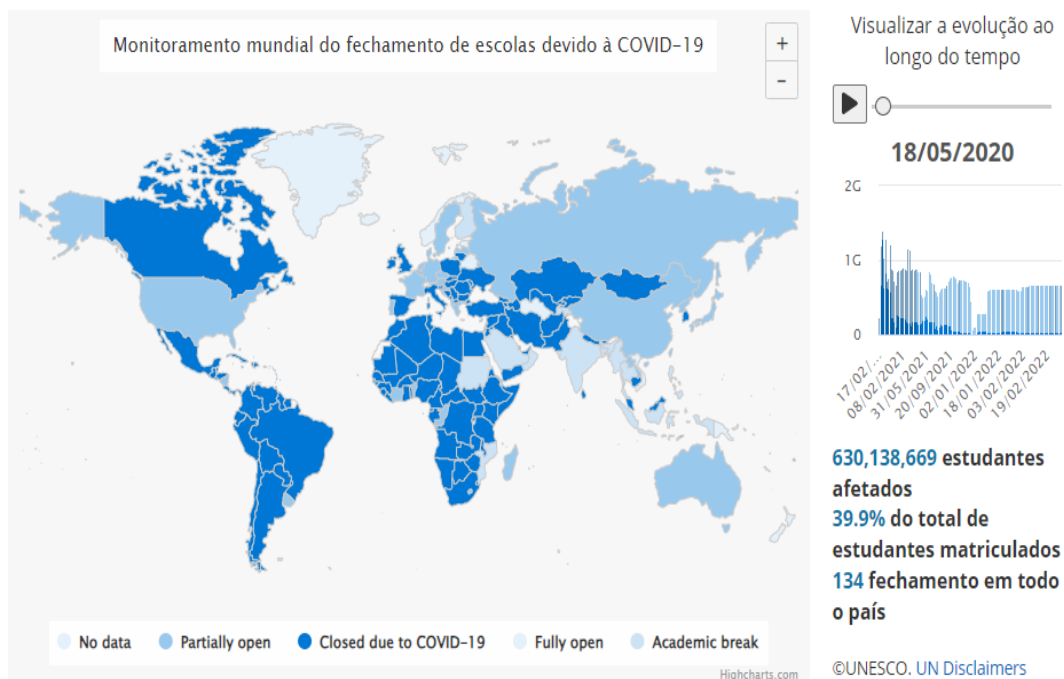 Monitoramento mundial do fechamento de escolas devido à COVID-19
+
−
No data
Partially open
Closed due to COVID-19
Fully open
Academic break
Highcharts.com
Visualizar a evolução ao
longo do tempo
18/05/2020
2G
1G
0
17/02/...
08/02/2021
31/05/2021
20/09/2021
02/01/2022
18/01/2022
03/02/2022
19/02/2022
630,138,669 estudantes
afetados
39.9% do total de
estudantes matriculados
134 fechamento em todo
o país
©UNESCO. UN Disclaimers